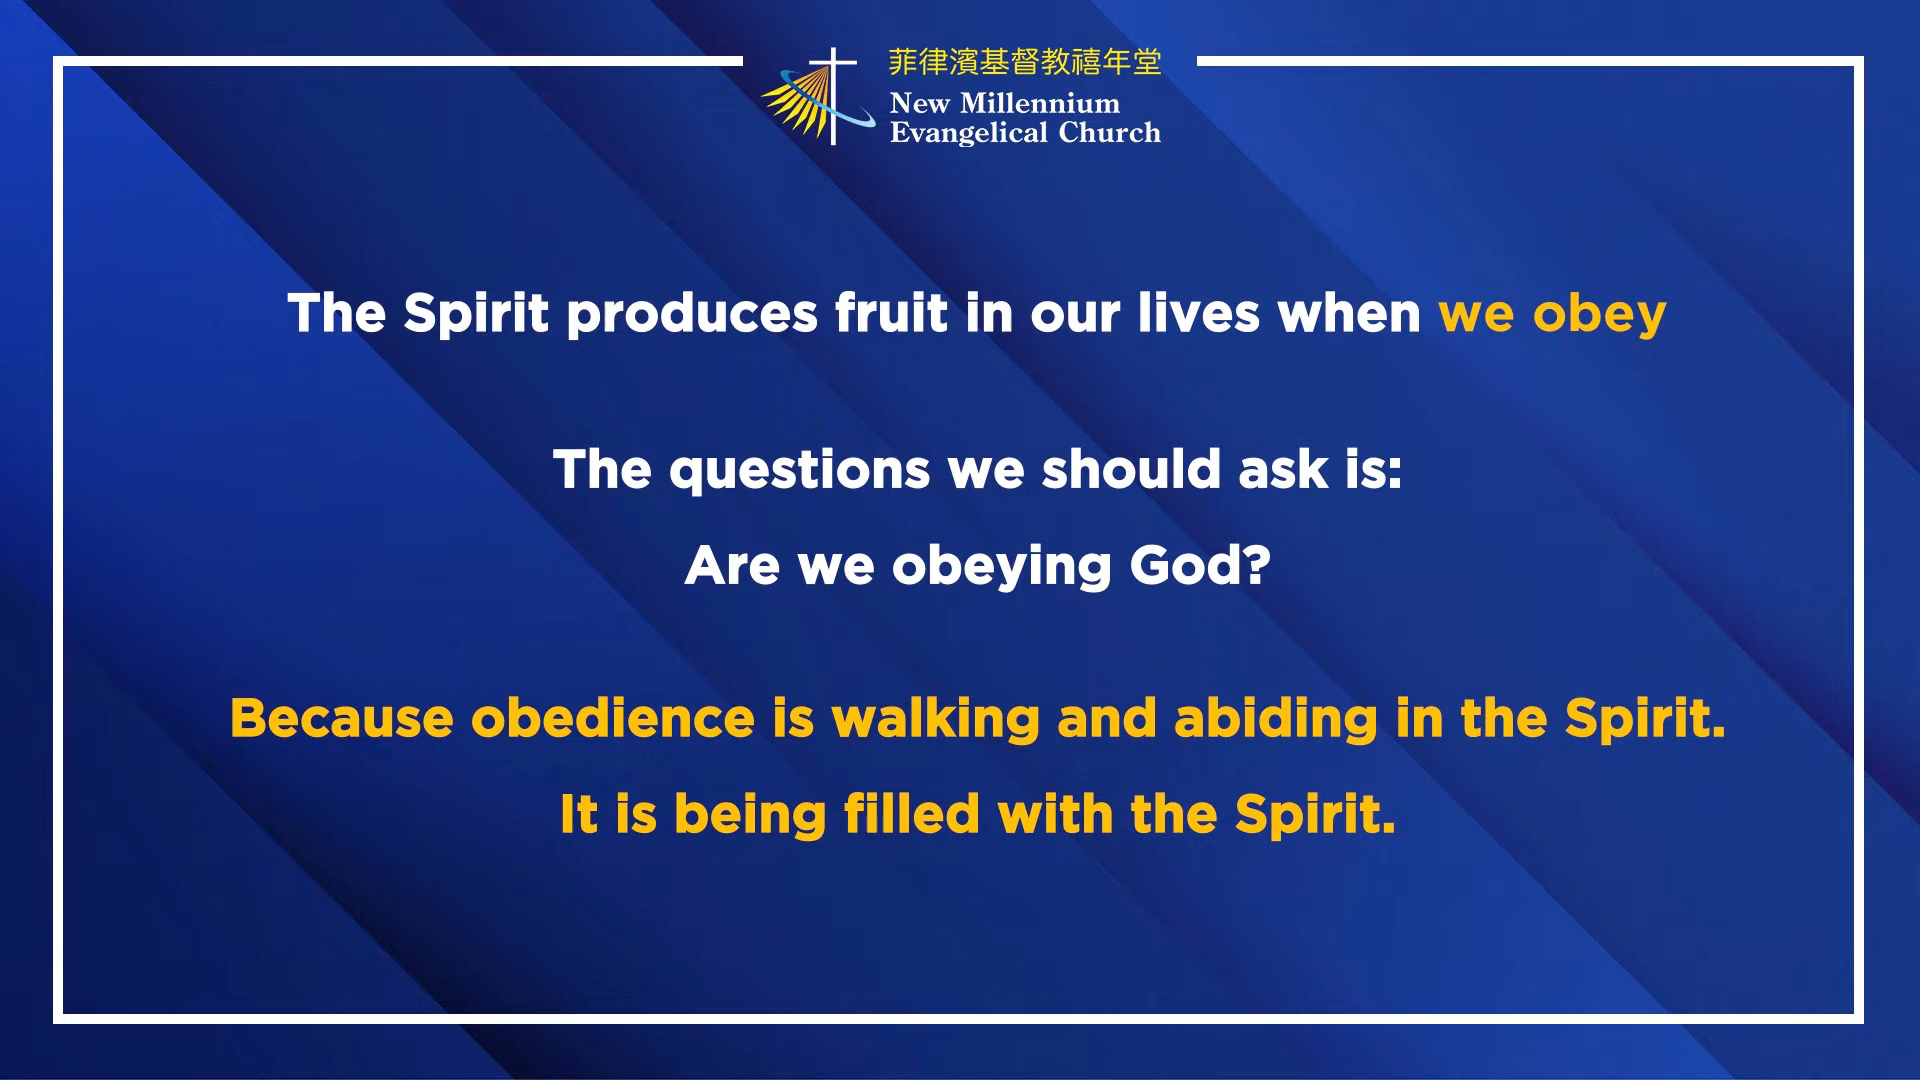 菲律濱基督教禧年堂
New Millennium
Evangelical Church
The Spirit produces fruit in our lives when we obey
The questions we should ask is:
Are we obeying God?
Because obedience is walking and abiding in the Spirit.
It is being filled with the Spirit.